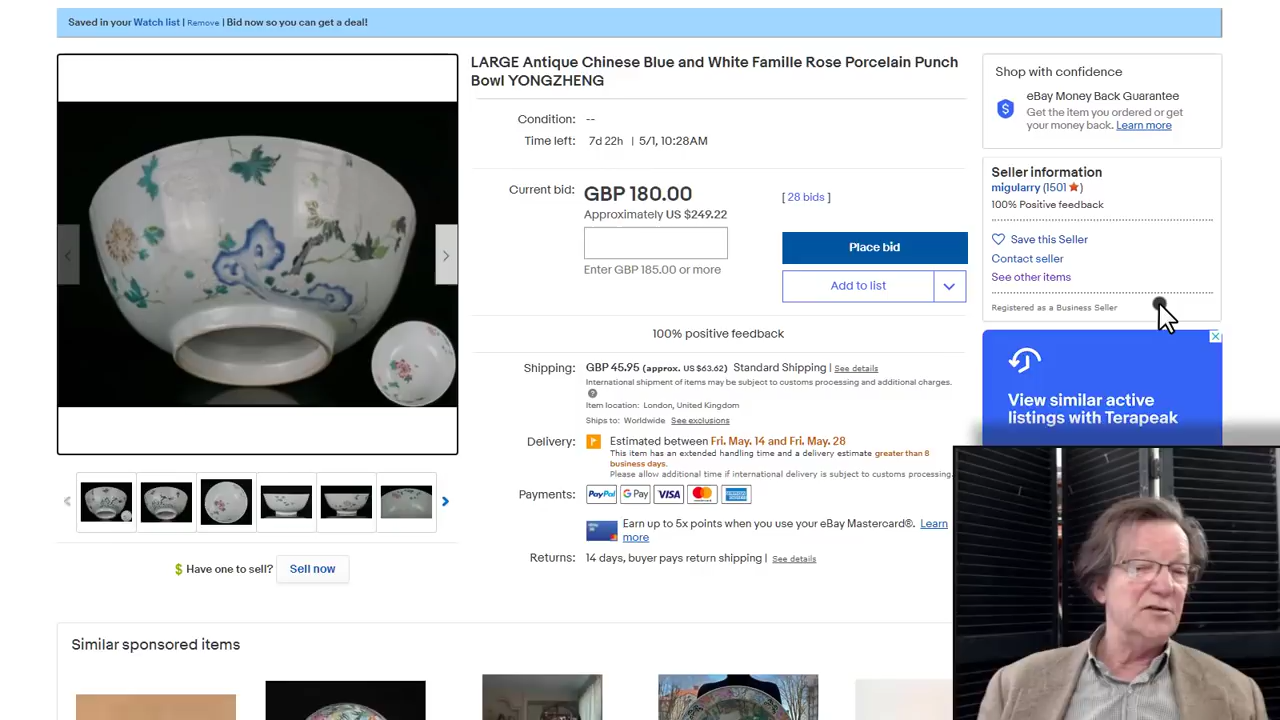 Saved in your Watch list | Remove | Bid now so you can get a deal!
LARGE Antique Chinese Blue and White Famille Rose Porcelain Punch
Bowl YONGZHENG
Condition: --
Time left: 7d 22h | 5/1, 10:28AM
Current bid: GBP 180.00 [ 28 bids ]
Approximately US $249.22
Place bid
Enter GBP 185.00 or more
Add to list
100% positive feedback
Shipping: GBP 45.95 (approx. US $63.62) Standard Shipping | See details
International shipment of items may be subject to customs processing and additional charges.
?
Item location: London, United Kingdom
Ships to: Worldwide See exclusions
Delivery: Estimated between Fri. May. 14 and Fri. May. 28
This item has an extended handling time and a delivery estimate greater than 8
business days.
Please allow additional time if international delivery is subject to customs processing.
Payments: PayPal G Pay VISA
Earn up to 5x points when you use your eBay Mastercard®. Learn
more
Returns: 14 days, buyer pays return shipping | See details
$ Have one to sell? Sell now
Similar sponsored items
Shop with confidence
eBay Money Back Guarantee
Get the item you ordered or get
your money back. Learn more
Seller information
migularry (1501)
100% Positive feedback
Save this Seller
Contact seller
See other items
Registered as a Business Seller
View similar active
listings with Terapeak